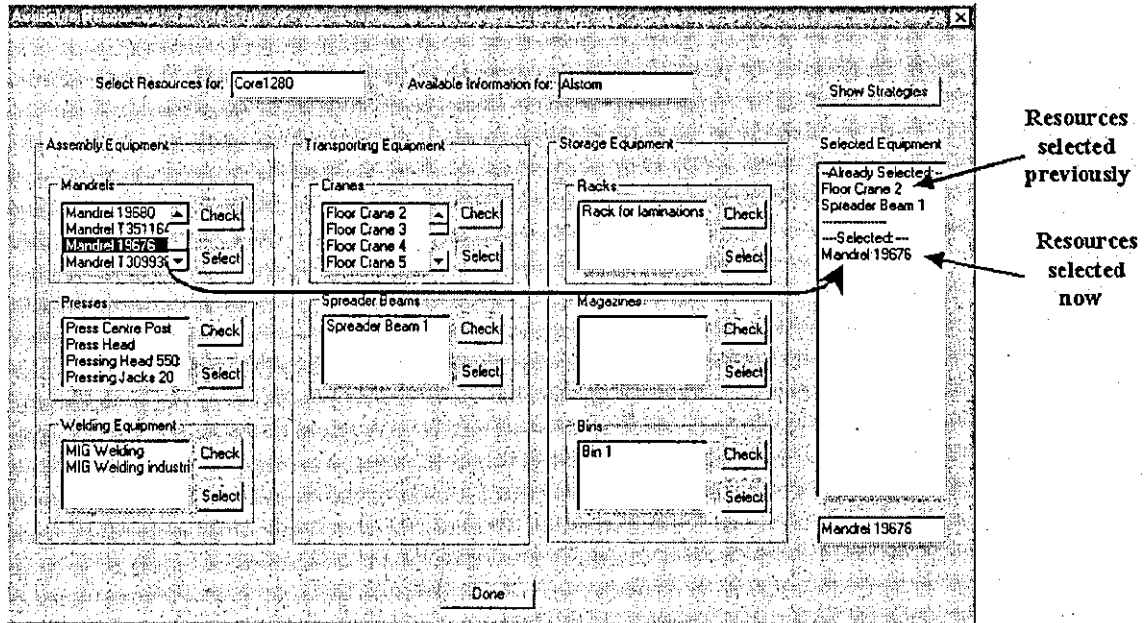 Available Resources
Select Resources for: Core1280
Available Information for: Alstom
Show Strategies
Assembly Equipment
Mandrels
Mandrel 19680
Mandrel T351164
Mandrel 19676
Mandrel T309936
Check
Select
Presses
Press Centre Post
Press Head
Pressing Head 550
Pressing Jacks 20
Check
Select
Welding Equipment
MIG Welding
MIG Welding industri
Check
Select
Transporting Equipment
Cranes
Floor Crane 2
Floor Crane 3
Floor Crane 4
Floor Crane 5
Check
Select
Spreader Beams
Spreader Beam 1
Check
Select
Storage Equipment
Racks
Rack for laminations
Check
Select
Magazines
Check
Select
Bins
Bin 1
Check
Select
Selected Equipment
--Already Selected:--
Floor Crane 2
Spreader Beam 1
----Selected:----
Mandrel 19676
Mandrel 19676
Done
Resources
selected
previously
Resources
selected
now